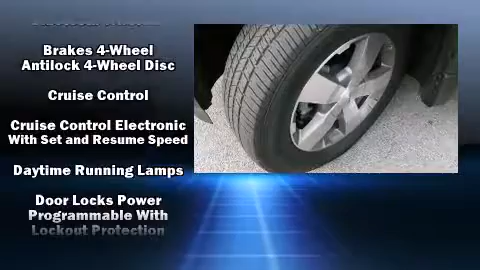 Brakes 4-Wheel
Antilock 4-Wheel Disc
Cruise Control
Cruise Control Electronic
With Set and Resume Speed
Daytime Running Lamps
Door Locks Power
Programmable With
Lockout Protection